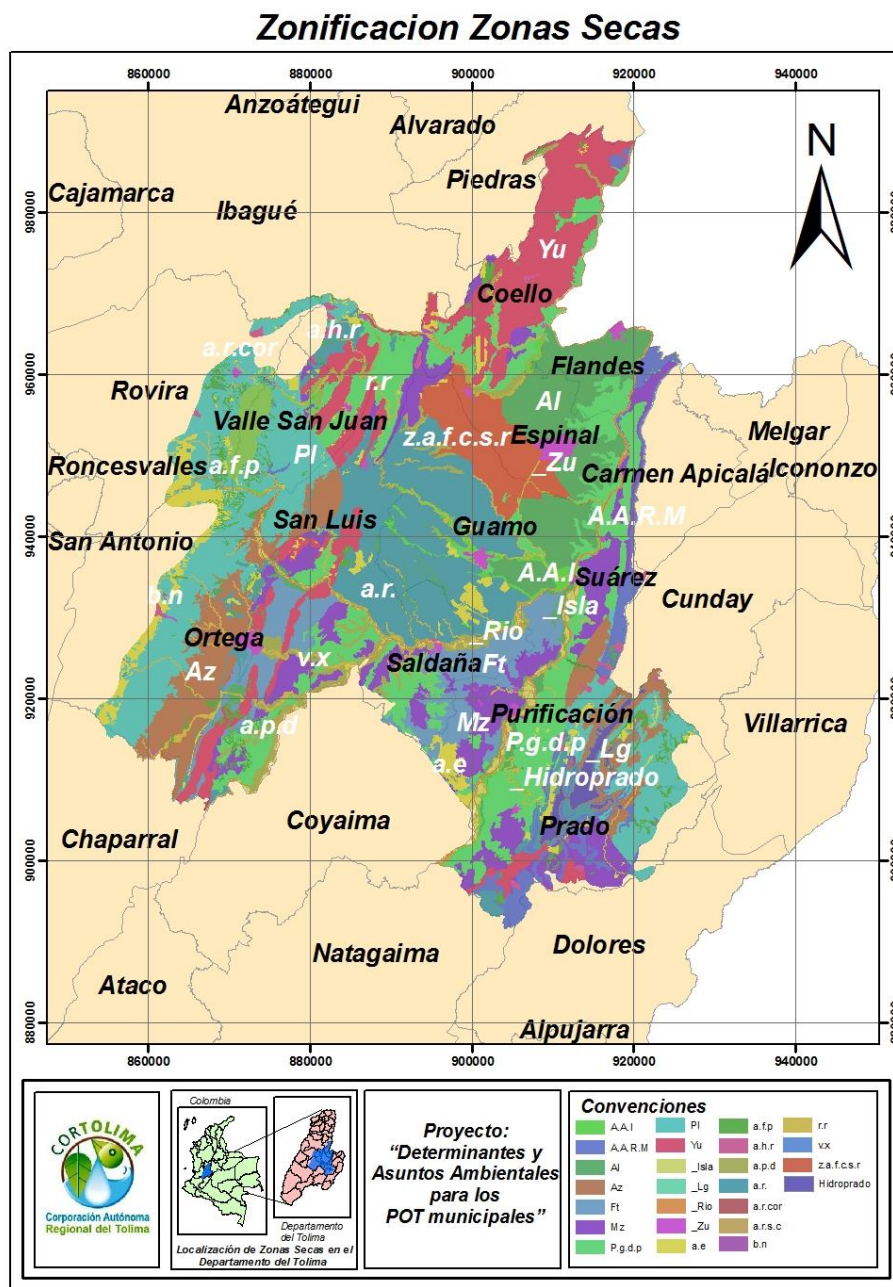 Zonificacion Zonas Secas
860000 880000 900000 920000 940000
Anzoátegui
Alvarado
Piedras
Cajamarca
Ibagué
N
980000
Yu
Coello
a.h.r
a.r.cor
Flandes
960000
Rovira
r.r
Al
Valle San Juan
z.a.f.c.s.r
Espinal
Melgar
Roncesvalles
a.f.p
Pl
_Zu
Carmen Apicalá
Icononzo
San Luis
Guamo
A.A.R.M
San Antonio
940000
A.A.I
Suárez
b.n
a.r.
_Isla
Cunday
Ortega
_Rio
v.x
Saldaña
Ft
Az
920000
a.p.d
Mz
Purificación
Villarrica
P.g.d.p
_Lg
a.e
_Hidroprado
Chaparral
Coyaima
Prado
900000
Natagaima
Dolores
Ataco
880000
Alpujarra
860000 880000 900000 920000 940000
CORTOLIMA
Corporación Autónoma
Regional del Tolima
Colombia
Departamento
del Tolima
Localización de Zonas Secas en el
Departamento del Tolima
Proyecto:
"Determinantes y
Asuntos Ambientales
para los
POT municipales"
Convenciones
A.A.I
A.A.R.M
Al
Az
Ft
Mz
P.g.d.p
Pl
Yu
_Isla
_Lg
_Rio
_Zu
a.e
a.f.p
a.h.r
a.p.d
a.r.
a.r.cor
a.r.s.c
b.n
r.r
v.x
z.a.f.c.s.r
Hidroprado